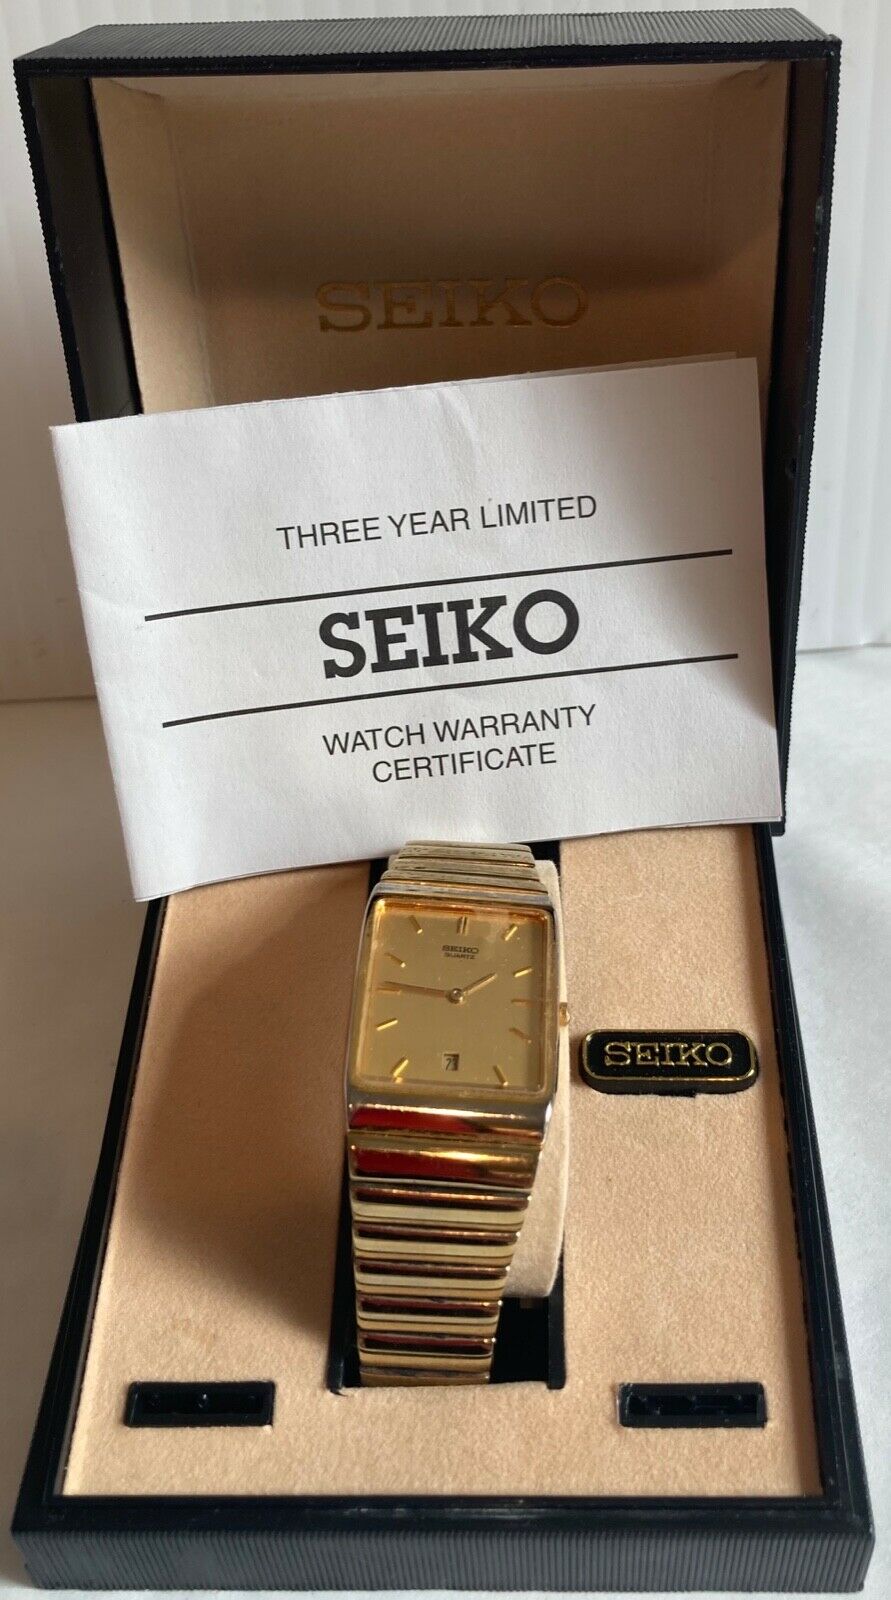 SEIKO
THREE YEAR LIMITED
SEIKO
WATCH WARRANTY
CERTIFICATE
SEIKO
QUARTZ
SEIKO